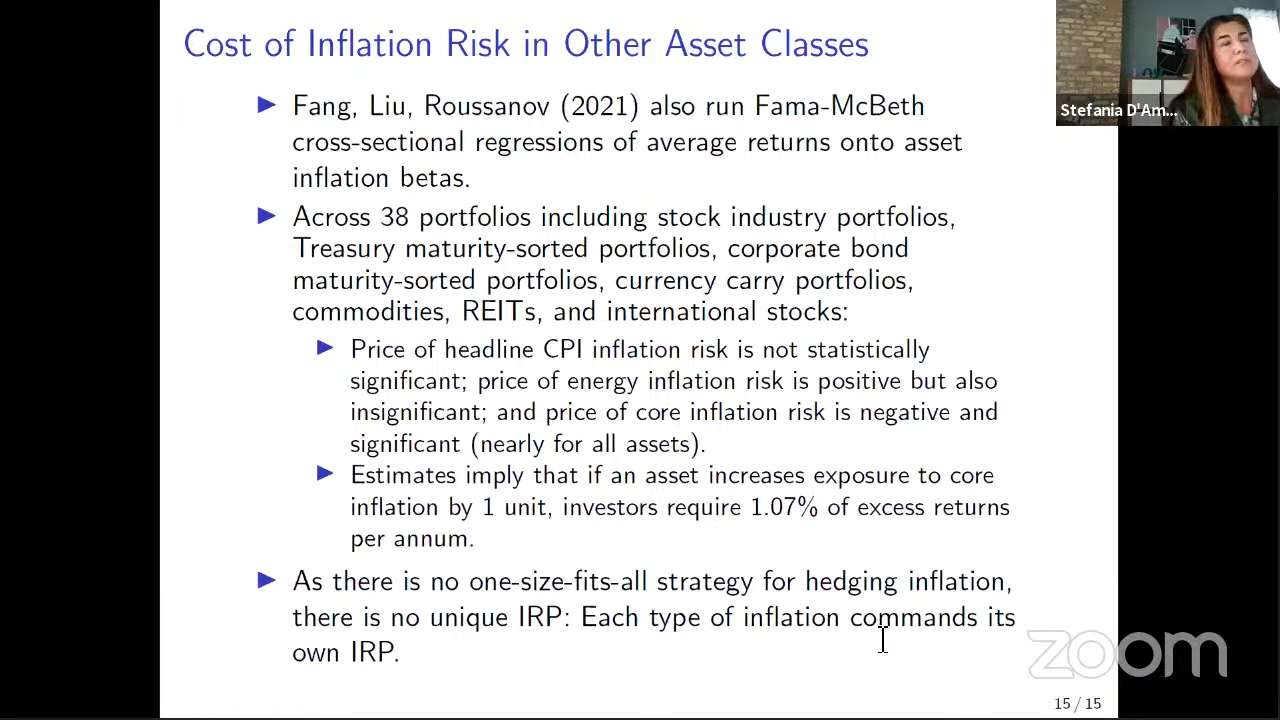 Cost of Inflation Risk in Other Asset Classes
Stefania D'Am...
Fang, Liu, Roussanov (2021) also run Fama-McBeth
cross-sectional regressions of average returns onto asset
inflation betas.
Across 38 portfolios including stock industry portfolios,
Treasury maturity-sorted portfolios, corporate bond
maturity-sorted portfolios, currency carry portfolios,
commodities, REITs, and international stocks:
Price of headline CPI inflation risk is not statistically
significant; price of energy inflation risk is positive but also
insignificant; and price of core inflation risk is negative and
significant (nearly for all assets).
Estimates imply that if an asset increases exposure to core
inflation by 1 unit, investors require 1.07% of excess returns
per annum.
As there is no one-size-fits-all strategy for hedging inflation,
there is no unique IRP: Each type of inflation commands its
own IRP.
zoom
15 / 15